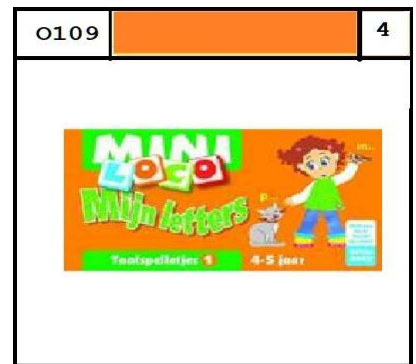 O109 4
MINI
LOCO
m..
Mijn letters
p..
Taalspelletjes 1 4-5 jaar